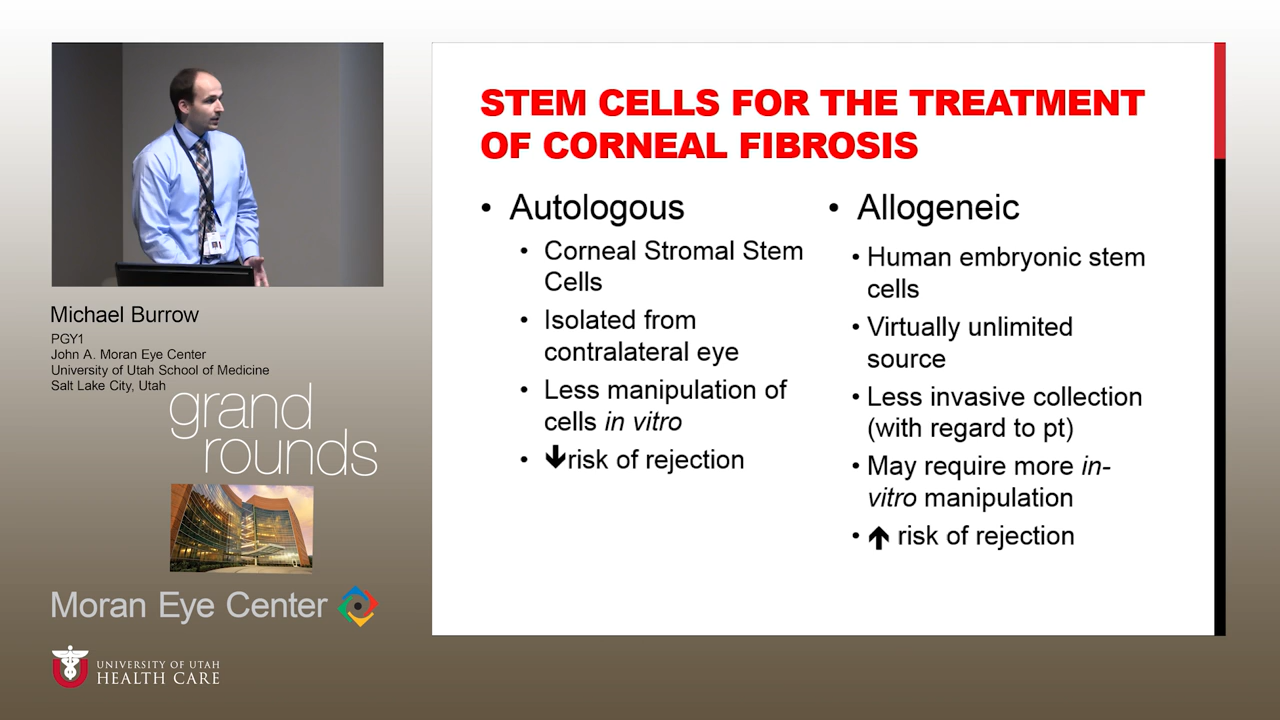 STEM CELLS FOR THE TREATMENT
OF CORNEAL FIBROSIS
• Autologous
• Corneal Stromal Stem
Cells
• Isolated from
contralateral eye
• Less manipulation of
cells in vitro
• 🡻risk of rejection
• Allogeneic
• Human embryonic stem
cells
• Virtually unlimited
source
• Less invasive collection
(with regard to pt)
• May require more in-
vitro manipulation
• 🡹 risk of rejection
Michael Burrow
PGY1
John A. Moran Eye Center
University of Utah School of Medicine
Salt Lake City, Utah
grand
rounds
Moran Eye Center
UNIVERSITY OF UTAH
HEALTH CARE